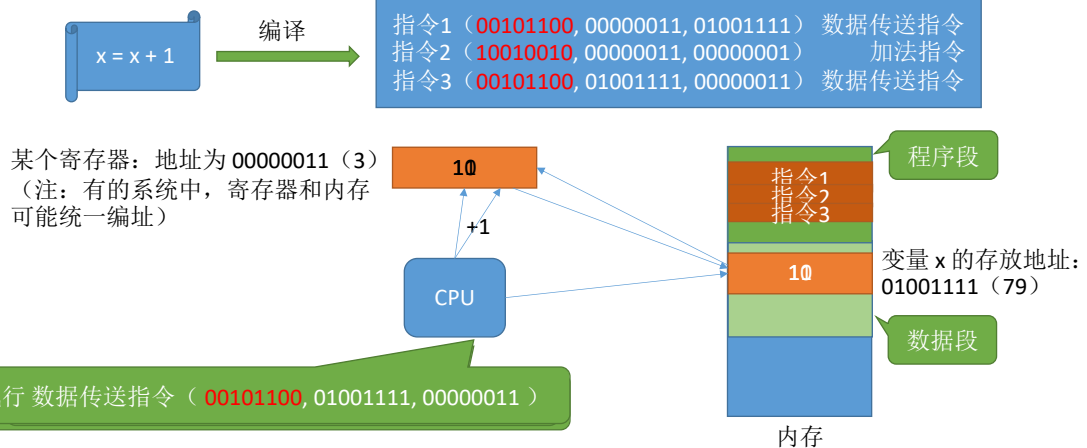 x = x + 1
编译
指令1（00101100, 00000011, 01001111） 数据传送指令
指令2（10010010, 00000011, 00000001） 加法指令
指令3（00101100, 01001111, 00000011） 数据传送指令
某个寄存器：地址为 00000011（3）
（注：有的系统中，寄存器和内存
可能统一编址）
+1
CPU
程序段
指令1
指令2
指令3
变量 x 的存放地址：
01001111（79）
数据段
行 数据传送指令（ 00101100, 01001111, 00000011 ）
内存